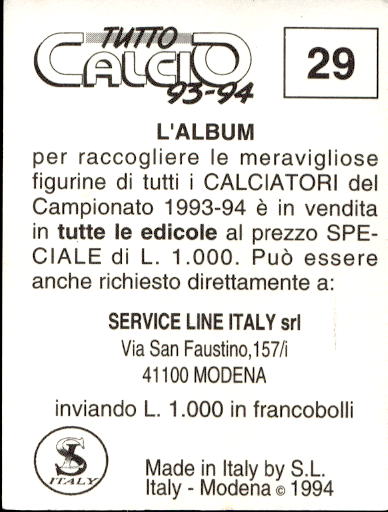 TUTTO
CALCIO
93-94
29
L'ALBUM
per raccogliere le meravigliose
figurine di tutti i CALCIATORI del
Campionato 1993-94 è in vendita
in tutte le edicole al prezzo SPE-
CIALE di L. 1.000. Può essere
anche richiesto direttamente a:
SERVICE LINE ITALY srl
Via San Faustino,157/i
41100 MODENA
inviando L. 1.000 in francobolli
SL
ITALY
Made in Italy by S.L.
Italy - Modena © 1994